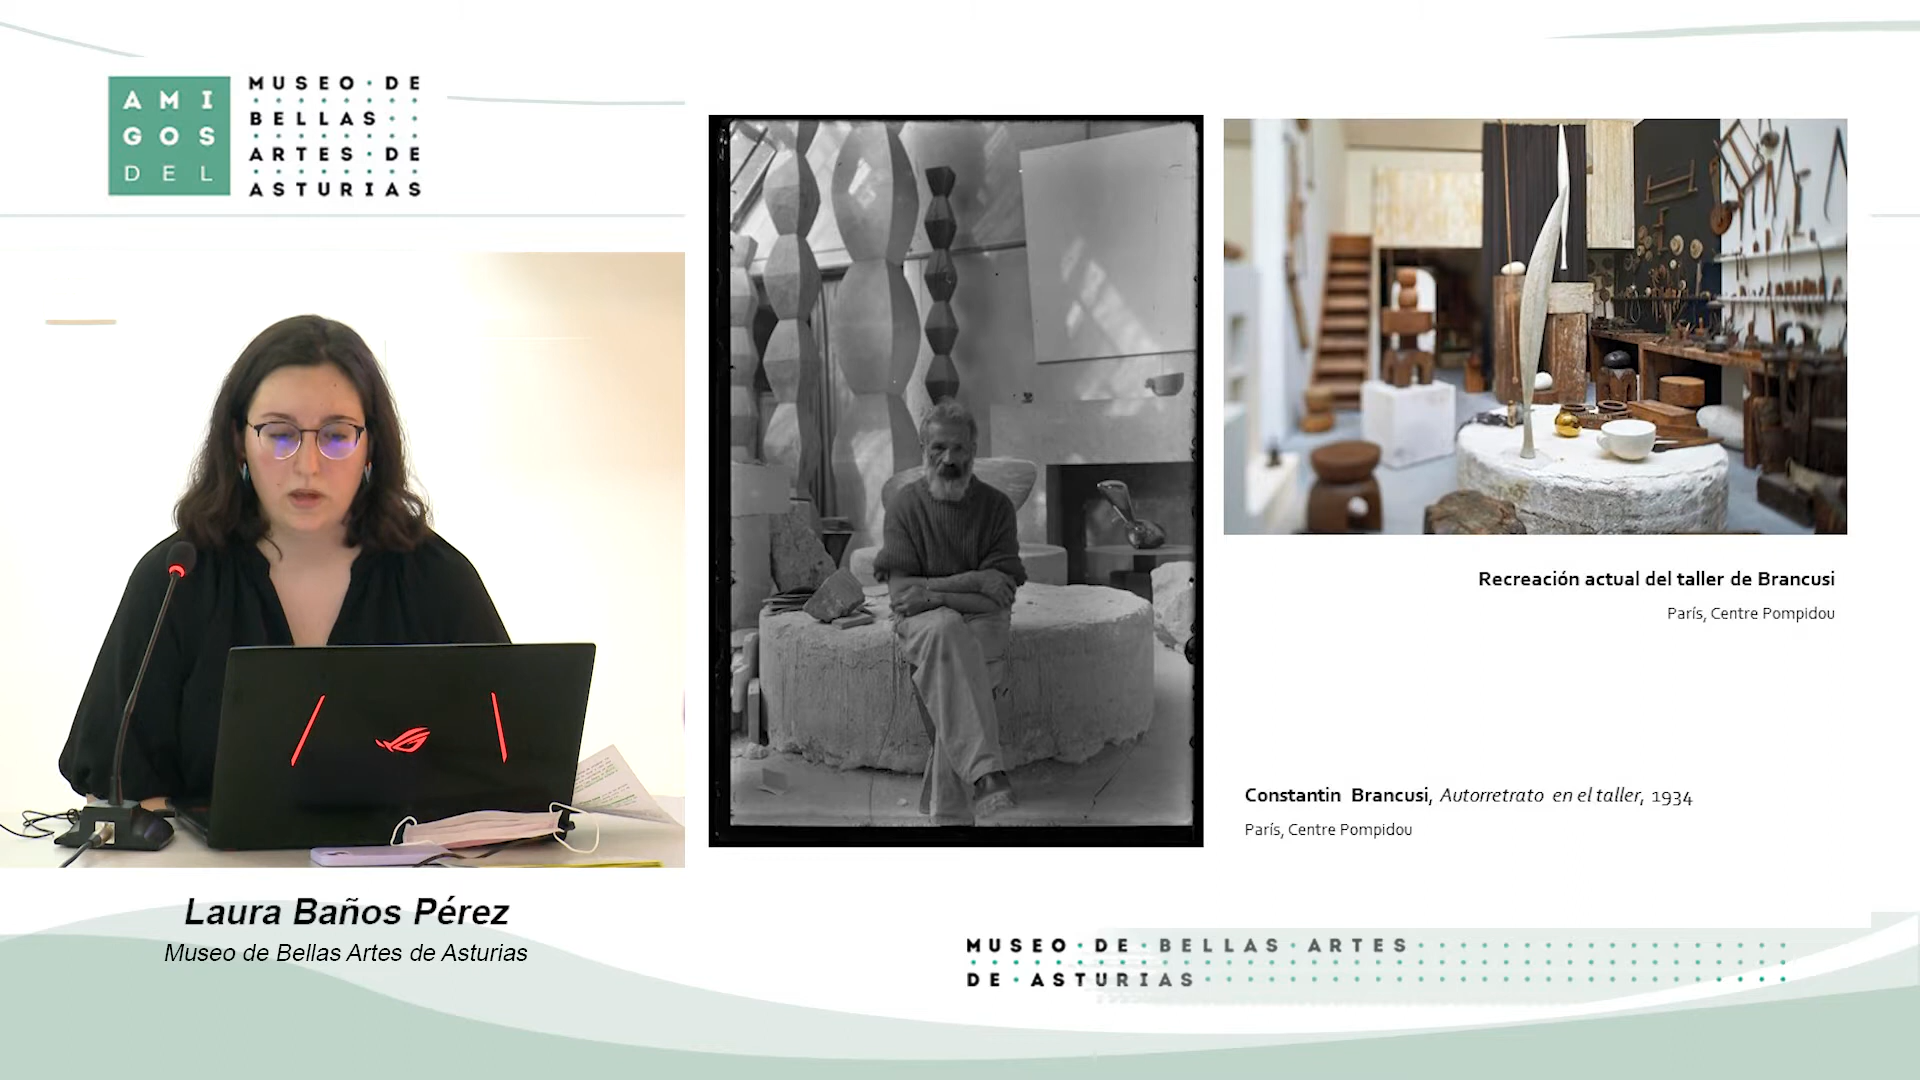 AMI
GOS
DEL
MUSEO·DE
BELLAS
ARTES·DE
ASTURIAS
Recreación actual del taller de Brancusi
París, Centre Pompidou
Constantin Brancusi, Autorretrato en el taller, 1934
París, Centre Pompidou
Laura Baños Pérez
Museo de Bellas Artes de Asturias
MUSEO·DE·BELLAS·ARTES
DE·ASTURIAS